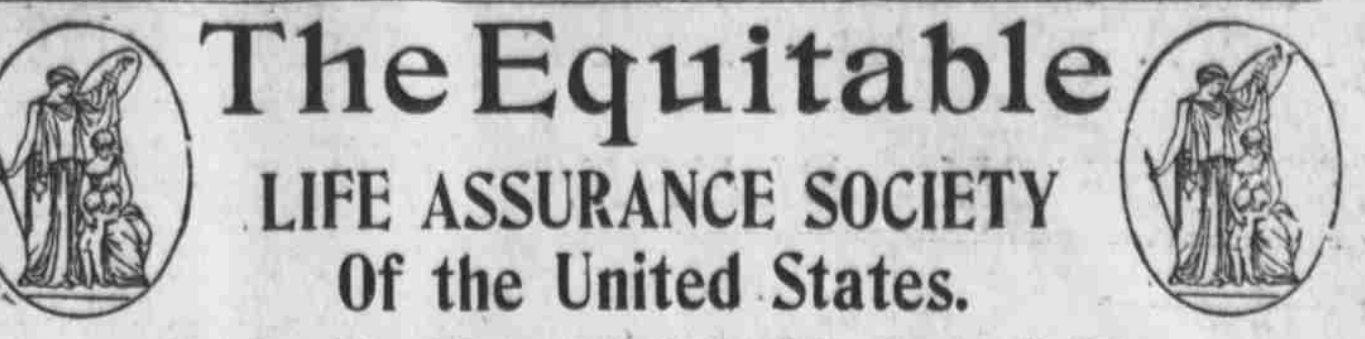 The Equitable
LIFE ASSURANCE SOCIETY
Of the United States.